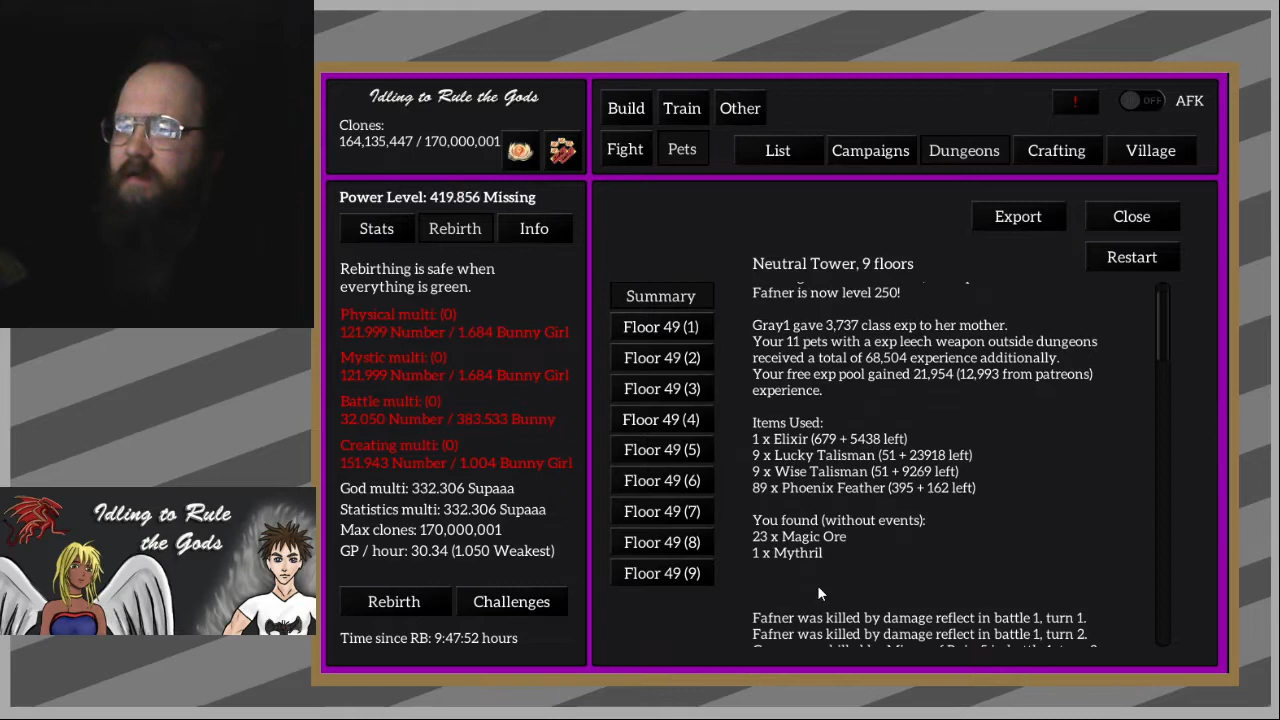 Idling to Rule the Gods
Clones:
164,135,447 / 170,000,001
Build
Train
Other
!
OFF
AFK
Fight
Pets
List
Campaigns
Dungeons
Crafting
Village
Power Level: 419.856 Missing
Stats
Rebirth
Info
Rebirthing is safe when
everything is green.
Physical multi: (0)
121.999 Number / 1.684 Bunny Girl
Mystic multi: (0)
121.999 Number / 1.684 Bunny Girl
Battle multi: (0)
32.050 Number / 383.533 Bunny
Creating multi: (0)
151.943 Number / 1.004 Bunny Girl
God multi: 332.306 Supaaa
Statistics multi: 332.306 Supaaa
Max clones: 170,000,001
GP / hour: 30.34 (1.050 Weakest)
Rebirth
Challenges
Time since RB: 9:47:52 hours
Export
Close
Restart
Neutral Tower, 9 floors
Summary
Floor 49 (1)
Floor 49 (2)
Floor 49 (3)
Floor 49 (4)
Floor 49 (5)
Floor 49 (6)
Floor 49 (7)
Floor 49 (8)
Floor 49 (9)
Fafner is now level 250!
Gray1 gave 3,737 class exp to her mother.
Your 11 pets with a exp leech weapon outside dungeons
received a total of 68,504 experience additionally.
Your free exp pool gained 21,954 (12,993 from patreons)
experience.
Items Used:
1 x Elixir (679 + 5438 left)
9 x Lucky Talisman (51 + 23918 left)
9 x Wise Talisman (51 + 9269 left)
89 x Phoenix Feather (395 + 162 left)
You found (without events):
23 x Magic Ore
1 x Mythril
Fafner was killed by damage reflect in battle 1, turn 1.
Fafner was killed by damage reflect in battle 1, turn 2.
Idling to Rule
the Gods